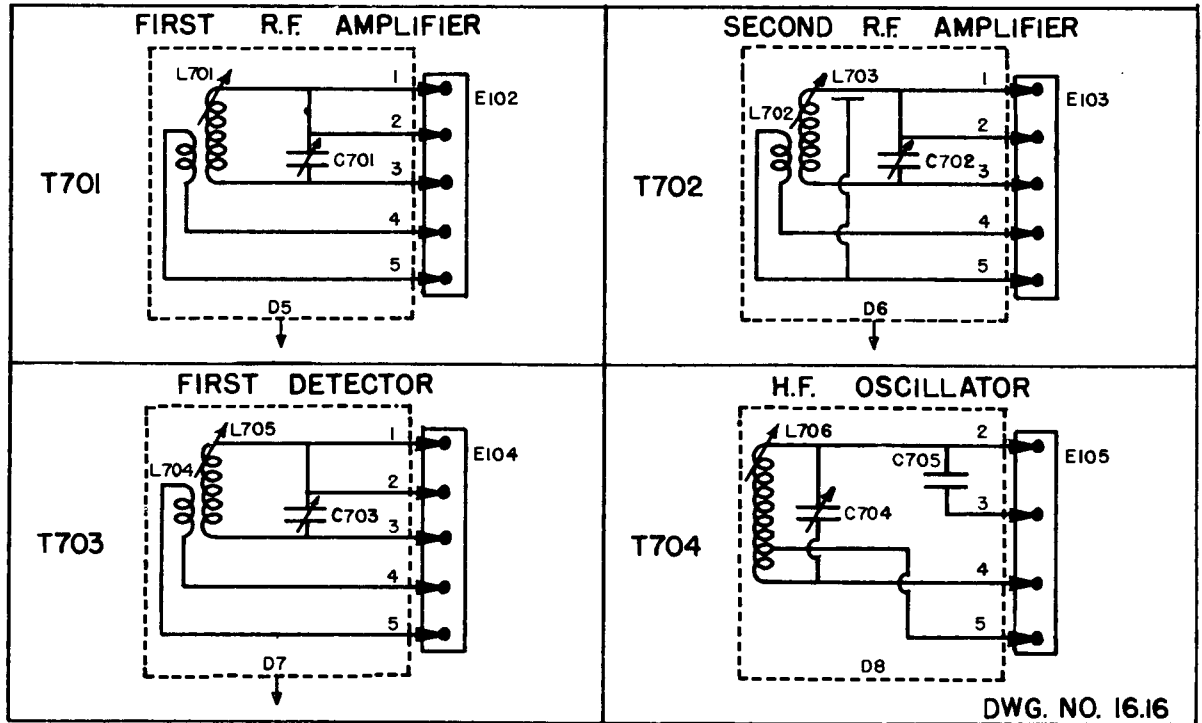 FIRST R.F. AMPLIFIER
L701
1
E102
2
C701
3
T701
4
5
D5
SECOND R.F. AMPLIFIER
L703
1
E103
L702
2
C702
3
T702
4
5
D6
FIRST DETECTOR
L705
1
E104
L704
2
C703
3
T703
4
5
D7
H.F. OSCILLATOR
L706
2
C705
E105
3
C704
T704
4
5
D8
DWG. NO. 16.16